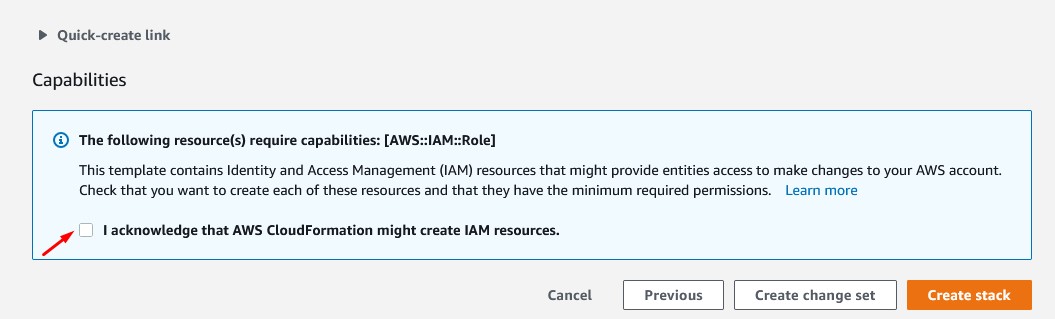 Quick-create link
Capabilities
The following resource(s) require capabilities: [AWS::IAM::Role]
This template contains Identity and Access Management (IAM) resources that might provide entities access to make changes to your AWS account.
Check that you want to create each of these resources and that they have the minimum required permissions. Learn more
I acknowledge that AWS CloudFormation might create IAM resources.
Cancel Previous Create change set Create stack